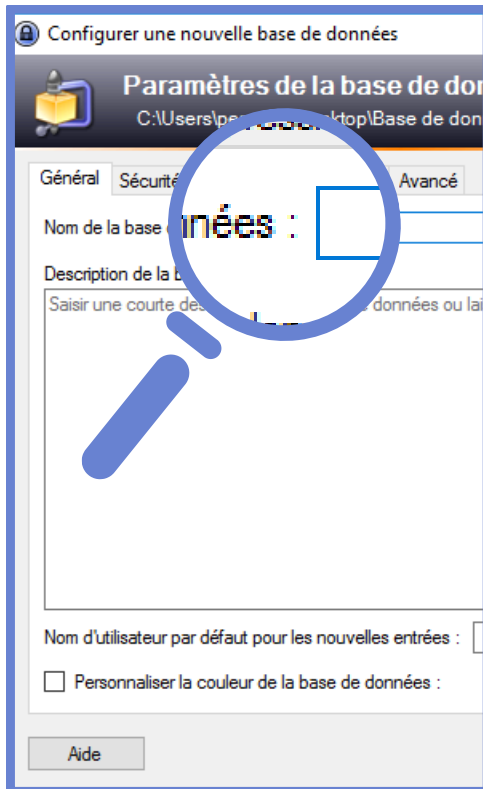 Configurer une nouvelle base de données
Paramètres de la base de don
C:\Users\pe ktop\Base de don
Général Sécurité Avancé
Nom de la base nnées :
Description de la b
Saisir une courte des données ou lai
Nom d'utilisateur par défaut pour les nouvelles entrées :
Personnaliser la couleur de la base de données :
Aide